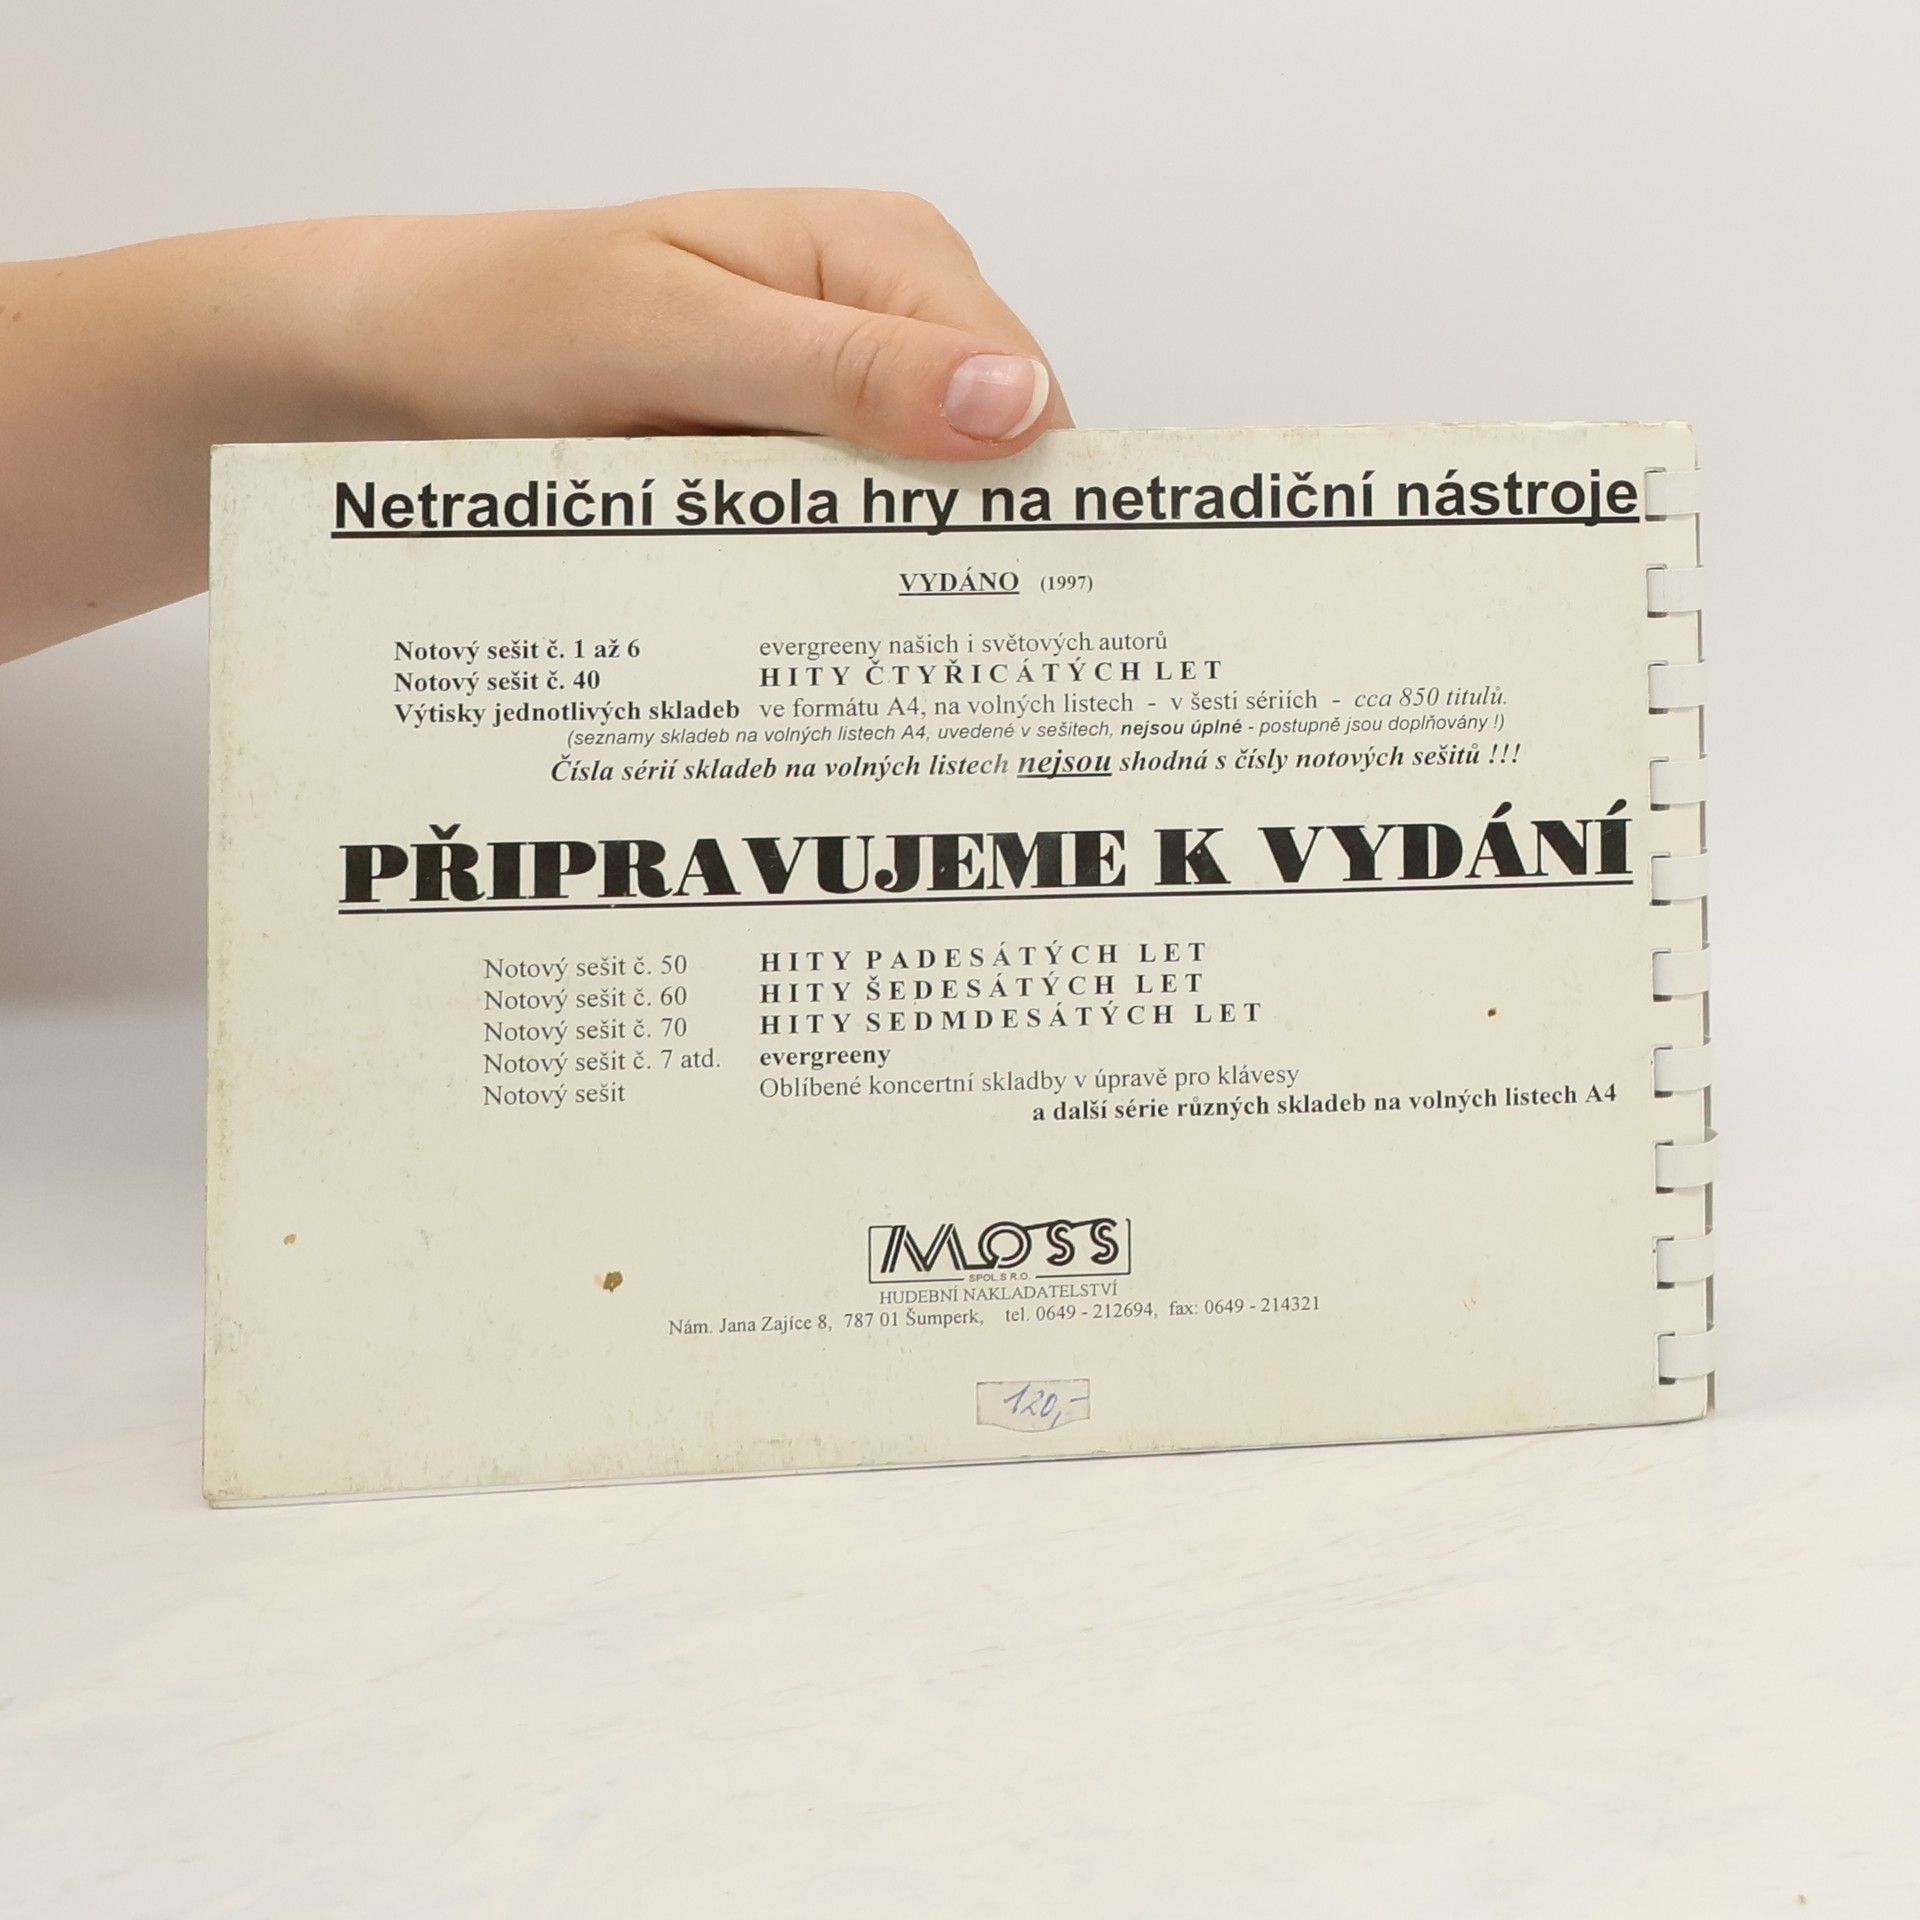 Netradiční škola hry na netradiční nástroje
VYDÁNO (1997)
Notový sešit č. 1 až 6 evergreeny našich i světových autorů
Notový sešit č. 40 HITY ČTYŘICÁTÝCH LET
Výtisky jednotlivých skladeb ve formátu A4, na volných listech - v šesti sériích - cca 850 titulů.
(seznamy skladeb na volných listech A4, uvedené v sešitech, nejsou úplné - postupně jsou doplňovány !)
Čísla sérií skladeb na volných listech nejsou shodná s čísly notových sešitů !!!
PŘIPRAVUJEME K VYDÁNÍ
Notový sešit č. 50 HITY PADESÁTÝCH LET
Notový sešit č. 60 HITY ŠEDESÁTÝCH LET
Notový sešit č. 70 HITY SEDMDESÁTÝCH LET
Notový sešit č. 7 atd. evergreeny
Notový sešit Oblíbené koncertní skladby v úpravě pro klávesy
a další série různých skladeb na volných listech A4
MOSS
SPOL.S R.O.
HUDEBNÍ NAKLADATELSTVÍ
Nám. Jana Zajíce 8, 787 01 Šumperk, tel. 0649 - 212694, fax: 0649 - 214321
120,-